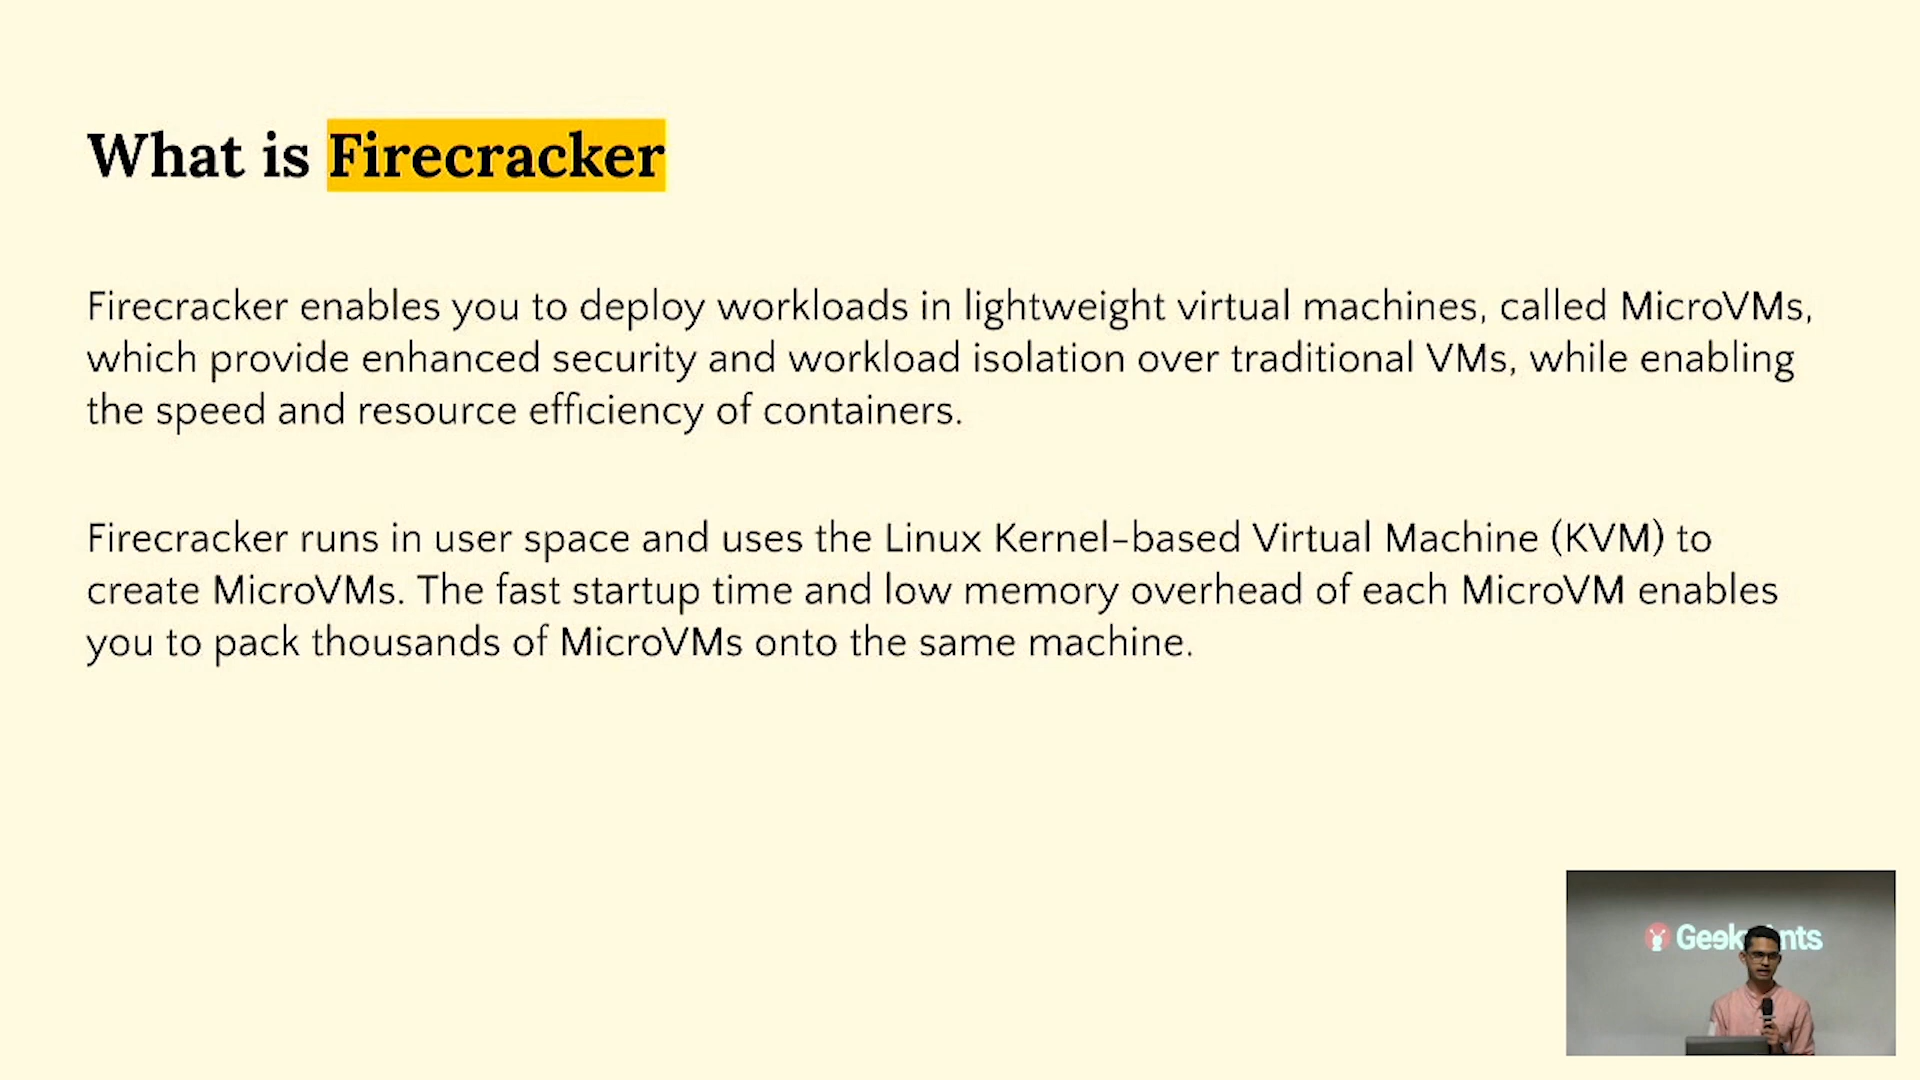 What is Firecracker
Firecracker enables you to deploy workloads in lightweight virtual machines, called MicroVMs,
which provide enhanced security and workload isolation over traditional VMs, while enabling
the speed and resource efficiency of containers.
Firecracker runs in user space and uses the Linux Kernel-based Virtual Machine (KVM) to
create MicroVMs. The fast startup time and low memory overhead of each MicroVM enables
you to pack thousands of MicroVMs onto the same machine.